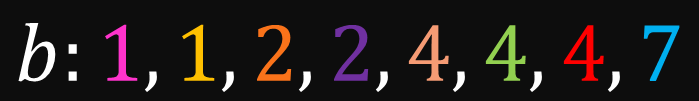 b: 1, 1, 2, 2, 4, 4, 4, 7